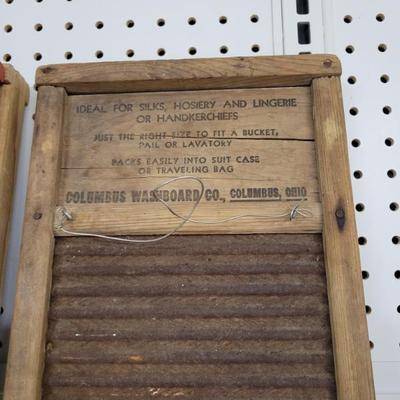 IDEAL FOR SILKS, HOSIERY AND LINGERIE
OR HANDKERCHIEFS
JUST THE RIGHT SIZE TO FIT A BUCKET,
PAIL OR LAVATORY
PACKS EASILY INTO SUIT CASE
OR TRAVELING BAG
COLUMBUS WASHBOARD CO., COLUMBUS, OHIO